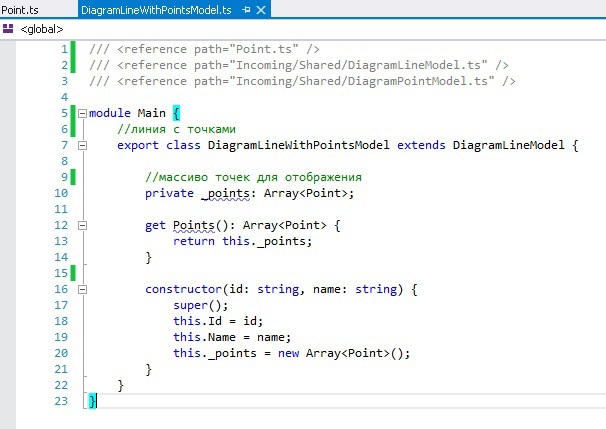 Point.ts DiagramLineWithPointsModel.ts
<global>
1 /// <reference path="Point.ts" />
2 /// <reference path="Incoming/Shared/DiagramLineModel.ts" />
3 /// <reference path="Incoming/Shared/DiagramPointModel.ts" />
4
5 module Main {
6 //линия с точками
7 export class DiagramLineWithPointsModel extends DiagramLineModel {
8
9 //массиво точек для отображения
10 private _points: Array<Point>;
11
12 get Points(): Array<Point> {
13 return this._points;
14 }
15
16 constructor(id: string, name: string) {
17 super();
18 this.Id = id;
19 this.Name = name;
20 this._points = new Array<Point>();
21 }
22 }
23 }